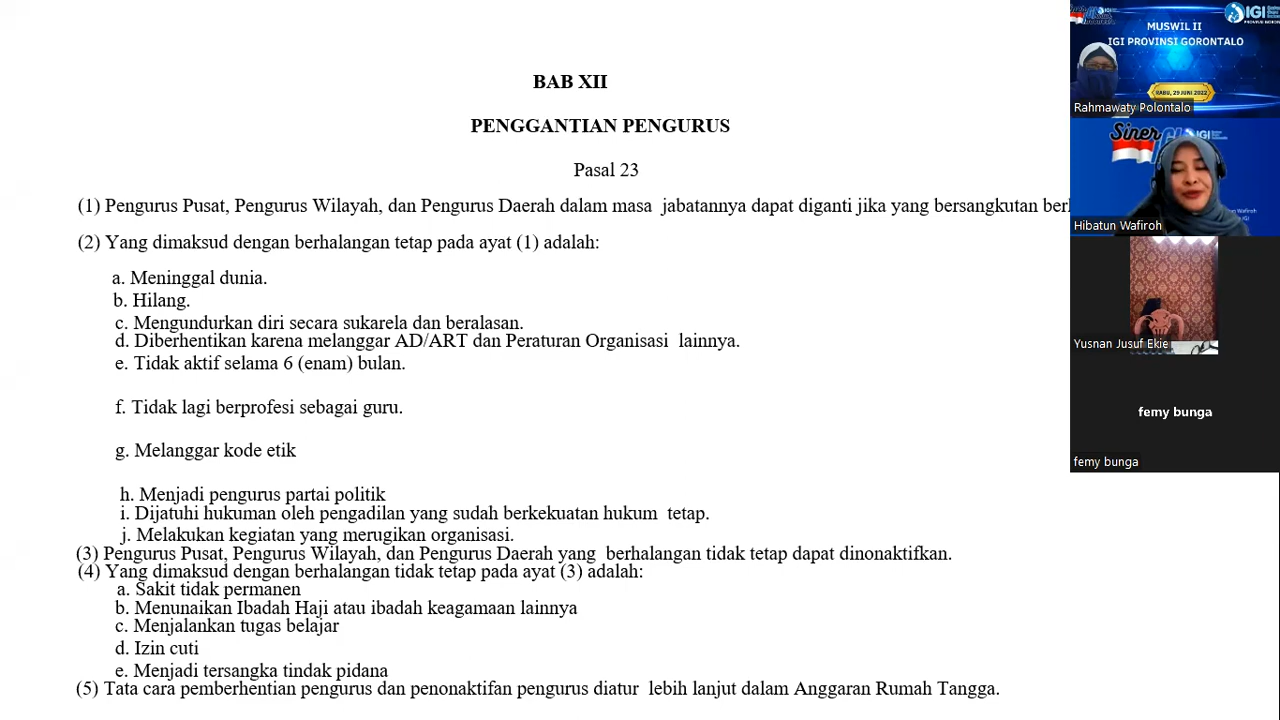 BAB XII
PENGGANTIAN PENGURUS
Pasal 23
(1) Pengurus Pusat, Pengurus Wilayah, dan Pengurus Daerah dalam masa jabatannya dapat diganti jika yang bersangkutan
(2) Yang dimaksud dengan berhalangan tetap pada ayat (1) adalah:
a. Meninggal dunia.
b. Hilang.
c. Mengundurkan diri secara sukarela dan beralasan.
d. Diberhentikan karena melanggar AD/ART dan Peraturan Organisasi lainnya.
e. Tidak aktif selama 6 (enam) bulan.
f. Tidak lagi berprofesi sebagai guru.
g. Melanggar kode etik
h. Menjadi pengurus partai politik
i. Dijatuhi hukuman oleh pengadilan yang sudah berkekuatan hukum tetap.
j. Melakukan kegiatan yang merugikan organisasi.
(3) Pengurus Pusat, Pengurus Wilayah, dan Pengurus Daerah yang berhalangan tidak tetap dapat dinonaktifkan.
(4) Yang dimaksud dengan berhalangan tidak tetap pada ayat (3) adalah:
a. Sakit tidak permanen
b. Menunaikan Ibadah Haji atau ibadah keagamaan lainnya
c. Menjalankan tugas belajar
d. Izin cuti
e. Menjadi tersangka tindak pidana
(5) Tata cara pemberhentian pengurus dan penonaktifan pengurus diatur lebih lanjut dalam Anggaran Rumah Tangga.
IGI
MUSWIL II
IGI PROVINSI GORONTALO
RABU, 29 JUNI 2022
Rahmawaty Polontalo
Siner
IGI
Hibatun Wafiroh
Yusnan Jusuf Ekie
femy bunga
femy bunga